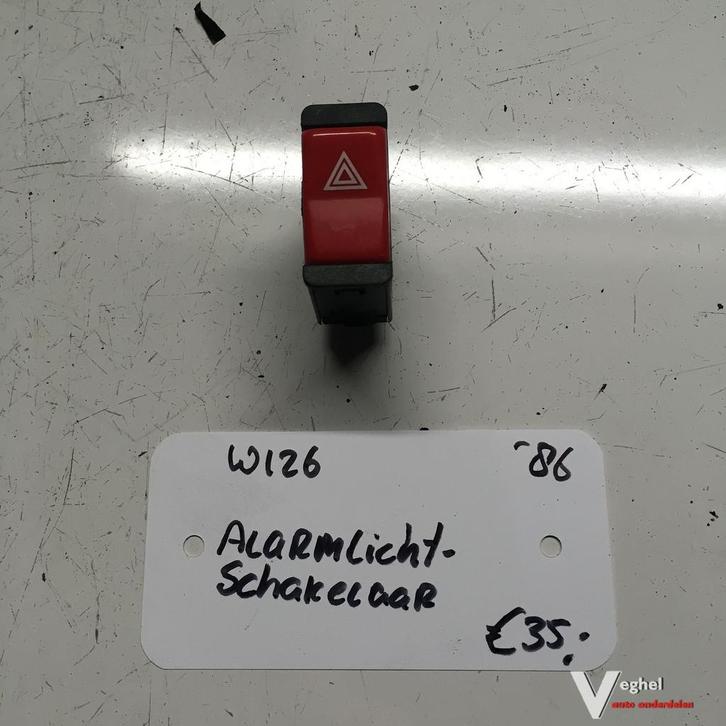 W126 '86
ALARMLICHT-
SCHAKELAAR
€35,-
Veghel
auto onderdelen